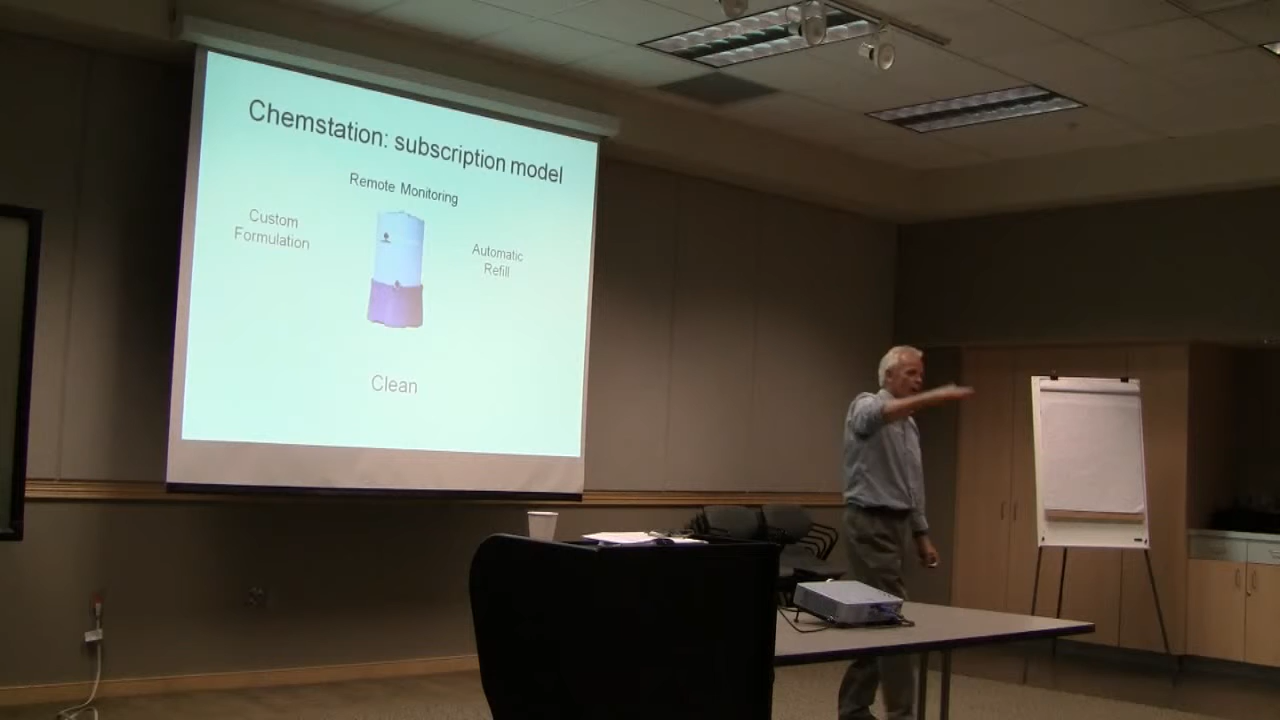 Chemstation: subscription model
Remote Monitoring
Custom
Formulation
Automatic
Refill
Clean